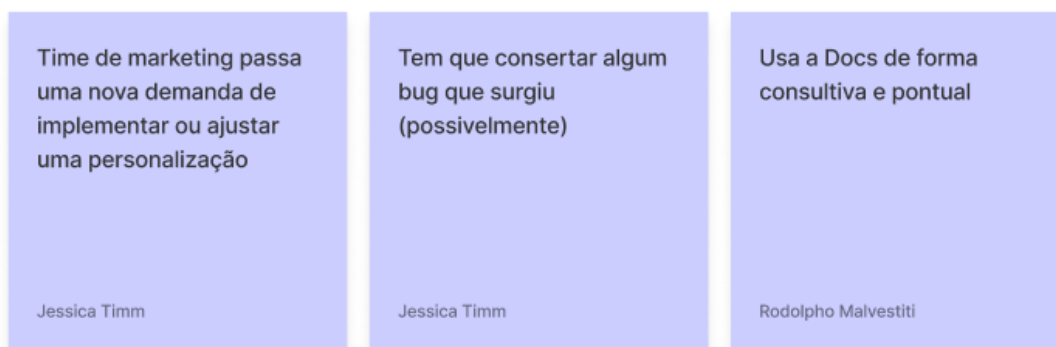 Time de marketing passa
uma nova demanda de
implementar ou ajustar
uma personalização
Jessica Timm
Tem que consertar algum
bug que surgiu
(possivelmente)
Jessica Timm
Usa a Docs de forma
consultiva e pontual
Rodolpho Malvestiti